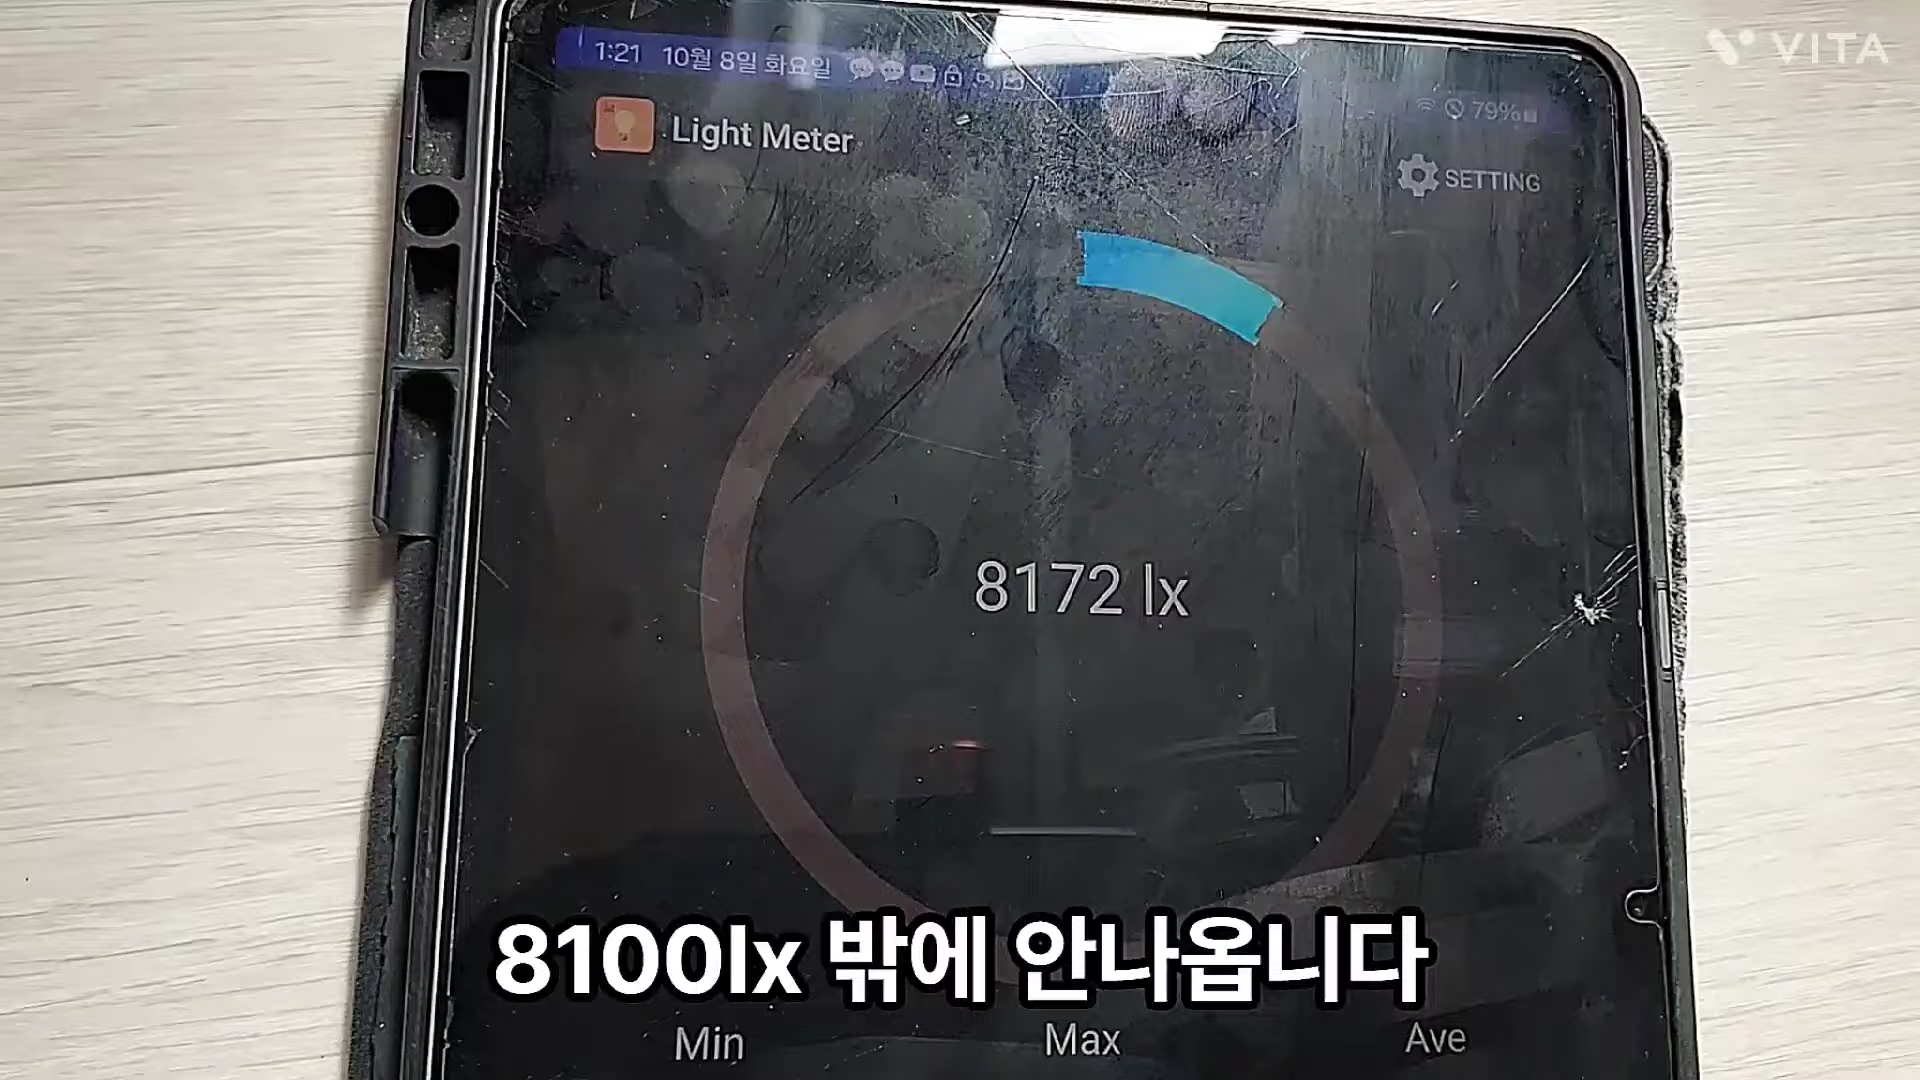 VITA
1:21 10월 8일 화요일
79%
Light Meter
SETTING
8172 lx
8100lx 밖에 안나옵니다
Min Max Ave